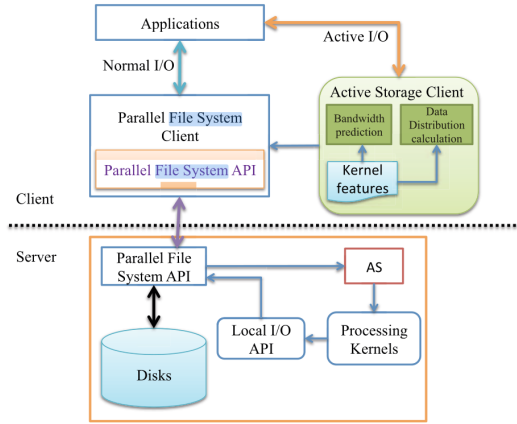 Applications
Active I/O
Normal I/O
Active Storage Client
Bandwidth
prediction
Data
Distribution
calculation
Kernel
features
Parallel File System
Client
Parallel File System API
Client
Server
Parallel File
System API
AS
Local I/O
API
Processing
Kernels
Disks